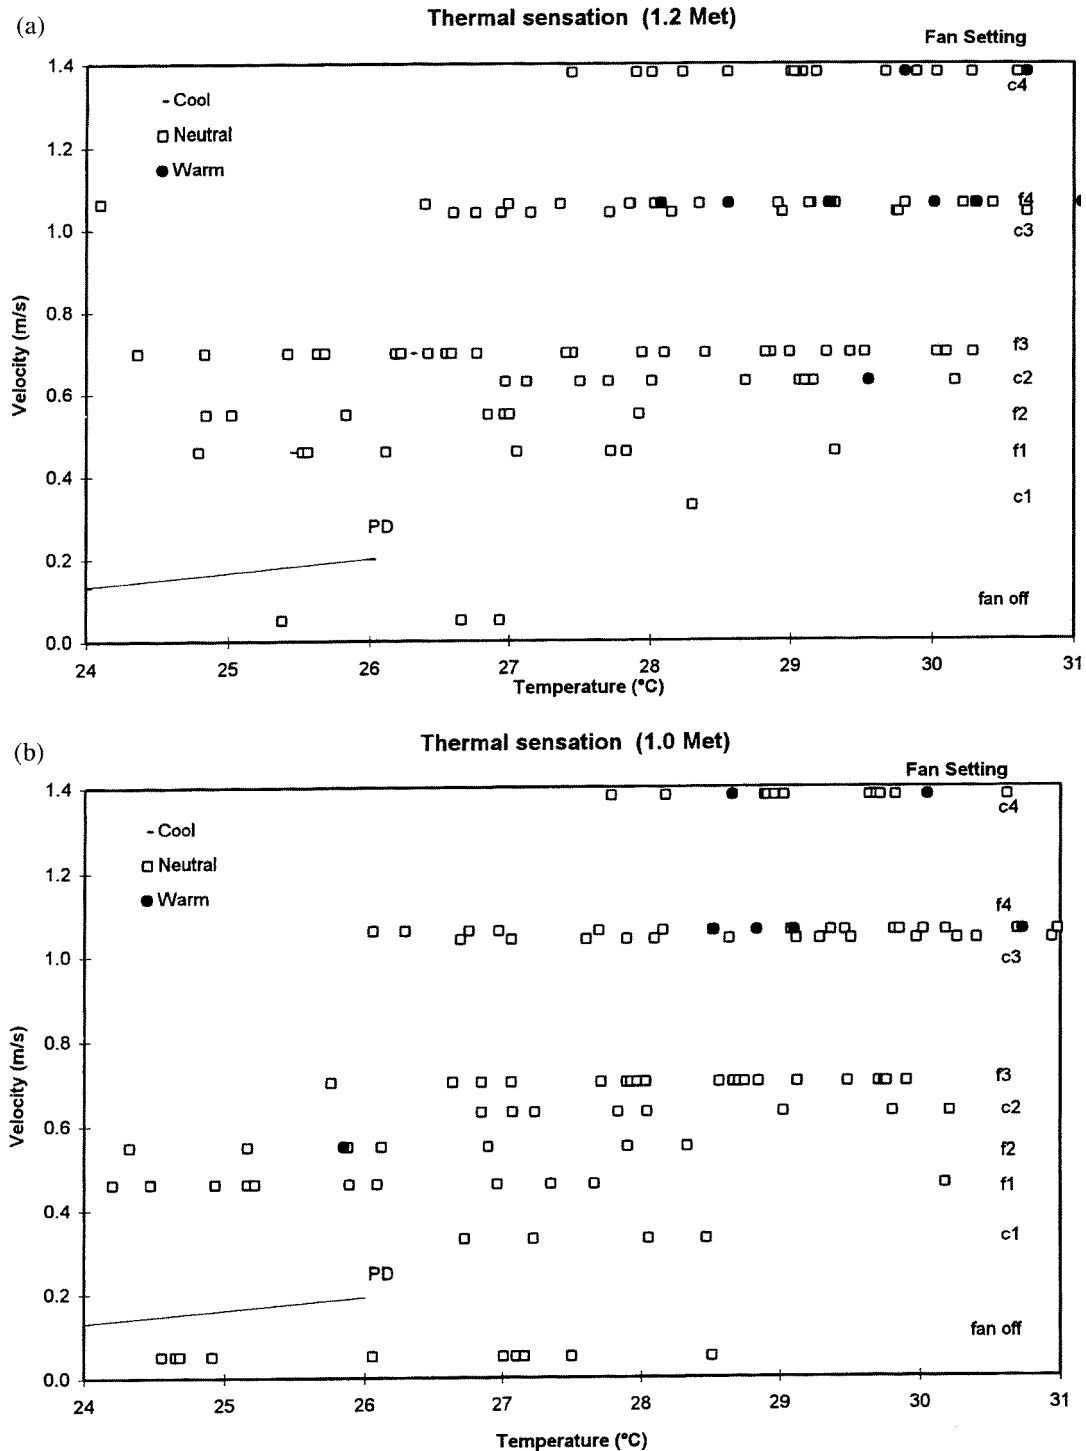 (a)
Thermal sensation (1.2 Met)
Fan Setting
1.4
- Cool
c4
Neutral
1.2
Warm
f4
1.0
c3
0.8
Velocity (m/s)
f3
0.6
c2
f2
f1
0.4
c1
PD
0.2
fan off
0.0
24 25 26 27 28 29 30 31
Temperature (°C)
(b)
Thermal sensation (1.0 Met)
Fan Setting
1.4
c4
- Cool
Neutral
1.2
Warm
f4
1.0
c3
0.8
Velocity (m/s)
f3
c2
0.6
f2
f1
0.4
c1
PD
0.2
fan off
0.0
24 25 26 27 28 29 30 31
Temperature (°C)